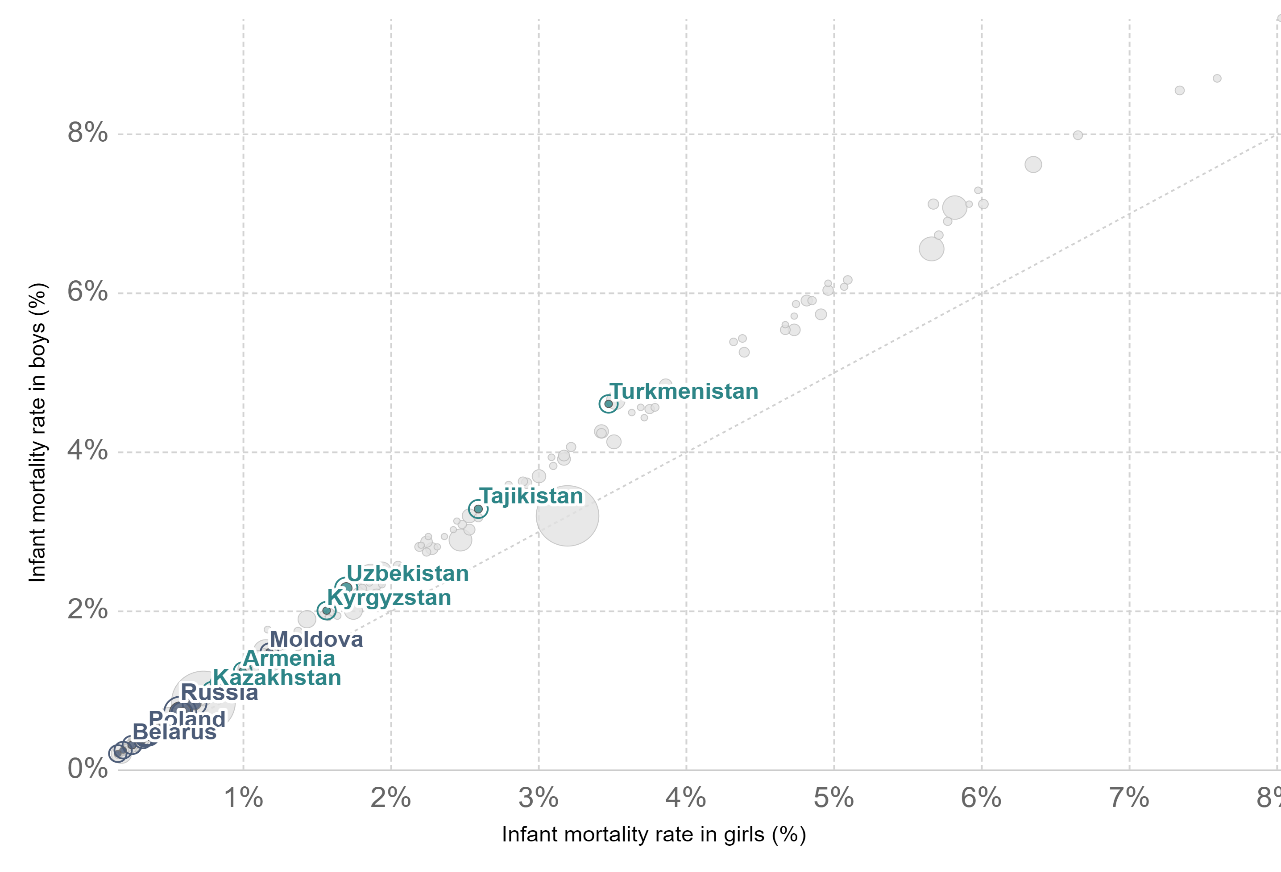 8%
6%
4%
2%
0%
Infant mortality rate in boys (%)
Turkmenistan
Tajikistan
Uzbekistan
Kyrgyzstan
Moldova
Armenia
Kazakhstan
Russia
Poland
Belarus
1%
2%
3%
4%
5%
6%
7%
8%
Infant mortality rate in girls (%)